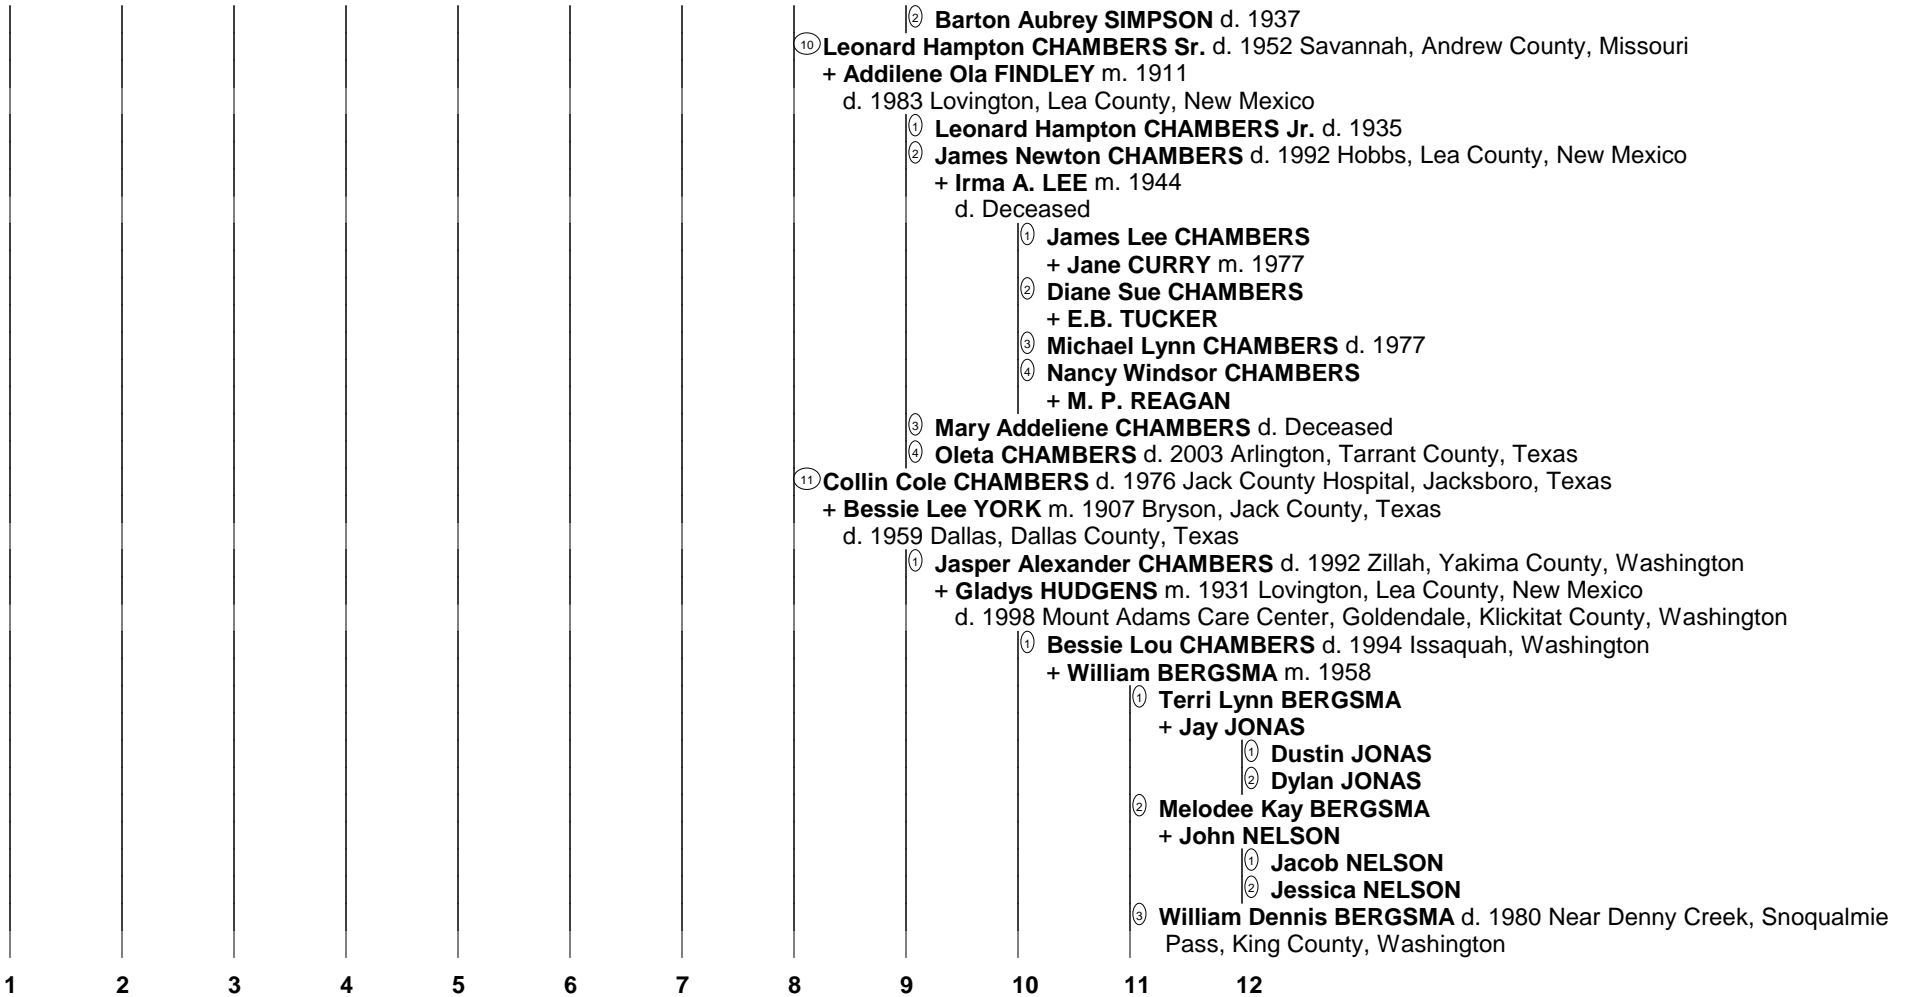 2 Barton Aubrey SIMPSON d. 1937
10 Leonard Hampton CHAMBERS Sr. d. 1952 Savannah, Andrew County, Missouri
+ Addilene Ola FINDLEY m. 1911
d. 1983 Lovington, Lea County, New Mexico
1 Leonard Hampton CHAMBERS Jr. d. 1935
2 James Newton CHAMBERS d. 1992 Hobbs, Lea County, New Mexico
+ Irma A. LEE m. 1944
d. Deceased
1 James Lee CHAMBERS
+ Jane CURRY m. 1977
2 Diane Sue CHAMBERS
+ E.B. TUCKER
3 Michael Lynn CHAMBERS d. 1977
4 Nancy Windsor CHAMBERS
+ M. P. REAGAN
3 Mary Addeliene CHAMBERS d. Deceased
4 Oleta CHAMBERS d. 2003 Arlington, Tarrant County, Texas
11 Collin Cole CHAMBERS d. 1976 Jack County Hospital, Jacksboro, Texas
+ Bessie Lee YORK m. 1907 Bryson, Jack County, Texas
d. 1959 Dallas, Dallas County, Texas
1 Jasper Alexander CHAMBERS d. 1992 Zillah, Yakima County, Washington
+ Gladys HUDGENS m. 1931 Lovington, Lea County, New Mexico
d. 1998 Mount Adams Care Center, Goldendale, Klickitat County, Washington
1 Bessie Lou CHAMBERS d. 1994 Issaquah, Washington
+ William BERGSMA m. 1958
1 Terri Lynn BERGSMA
+ Jay JONAS
1 Dustin JONAS
2 Dylan JONAS
2 Melodee Kay BERGSMA
+ John NELSON
1 Jacob NELSON
2 Jessica NELSON
3 William Dennis BERGSMA d. 1980 Near Denny Creek, Snoqualmie
Pass, King County, Washington
1 2 3 4 5 6 7 8 9 10 11 12